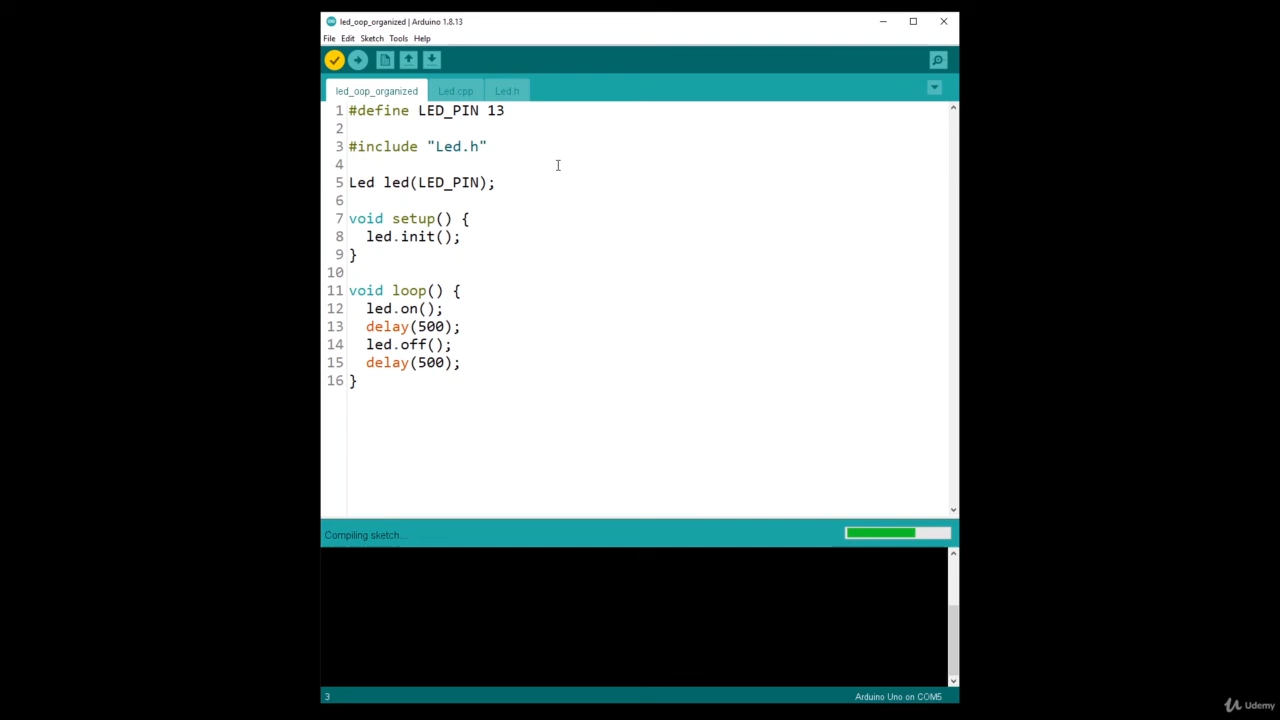 led_oop_organized | Arduino 1.8.13
File Edit Sketch Tools Help
led_oop_organized Led.cpp Led.h
1 #define LED_PIN 13
2
3 #include "Led.h"
4
5 Led led(LED_PIN);
6
7 void setup() {
8 led.init();
9 }
10
11 void loop() {
12 led.on();
13 delay(500);
14 led.off();
15 delay(500);
16 }
Compiling sketch...
3 Arduino Uno on COM5
Udemy